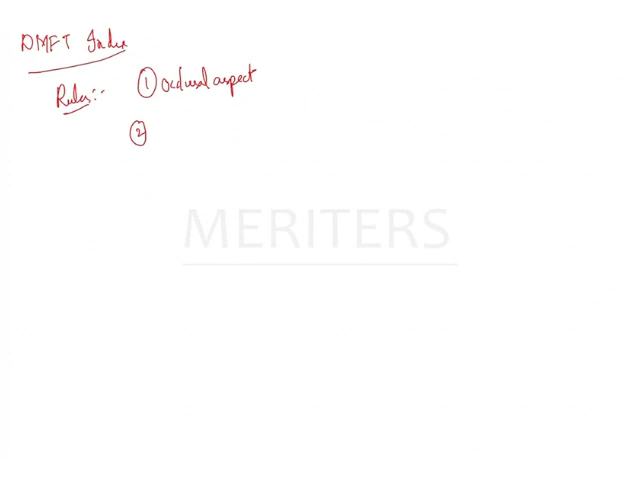 DMFT Index
Rules:-
① Occlusal aspect
②
MERITERS